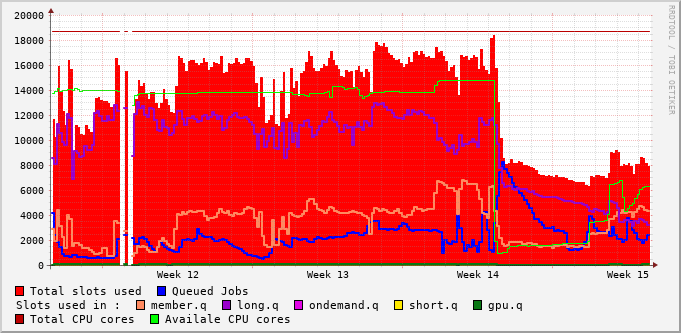 20000
18000
16000
14000
12000
10000
8000
6000
4000
2000
0
Week 12 Week 13 Week 14 Week 15
RRDTOOL / TOBI OETIKER
Total slots used Queued Jobs
Slots used in : member.q long.q ondemand.q short.q gpu.q
Total CPU cores Availale CPU cores